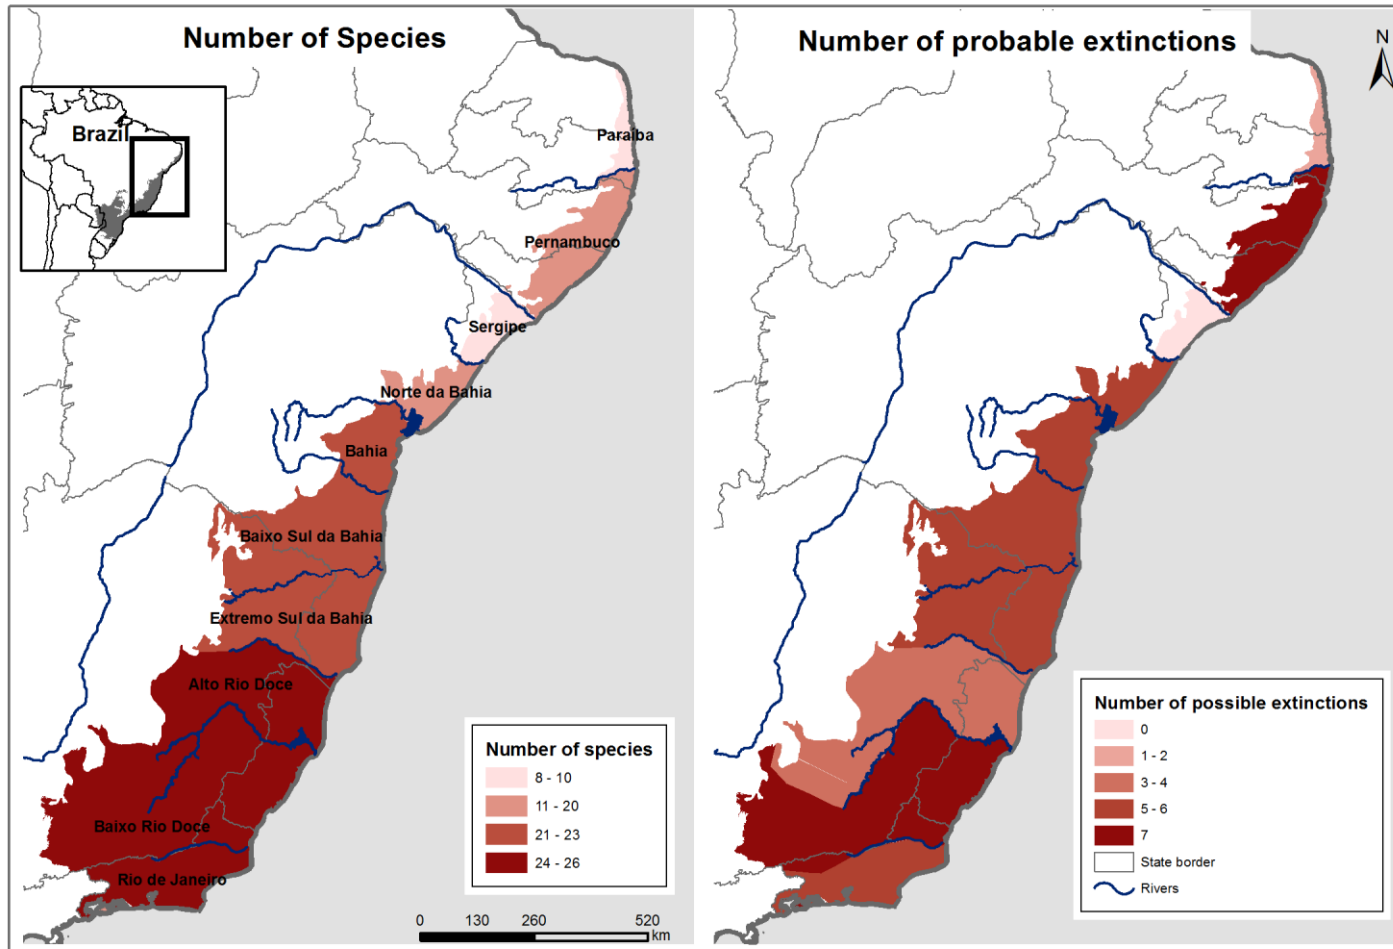 Number of Species
Brazil
Paraiba
Pernambuco
Sergipe
Norte da Bahia
Bahia
Baixo Sul da Bahia
Extremo Sul da Bahia
Alto Rio Doce
Baixo Rio Doce
Rio de Janeiro
Number of species
8 - 10
11 - 20
21 - 23
24 - 26
0 130 260 520
km
Number of probable extinctions
N
Number of possible extinctions
0
1 - 2
3 - 4
5 - 6
7
State border
Rivers